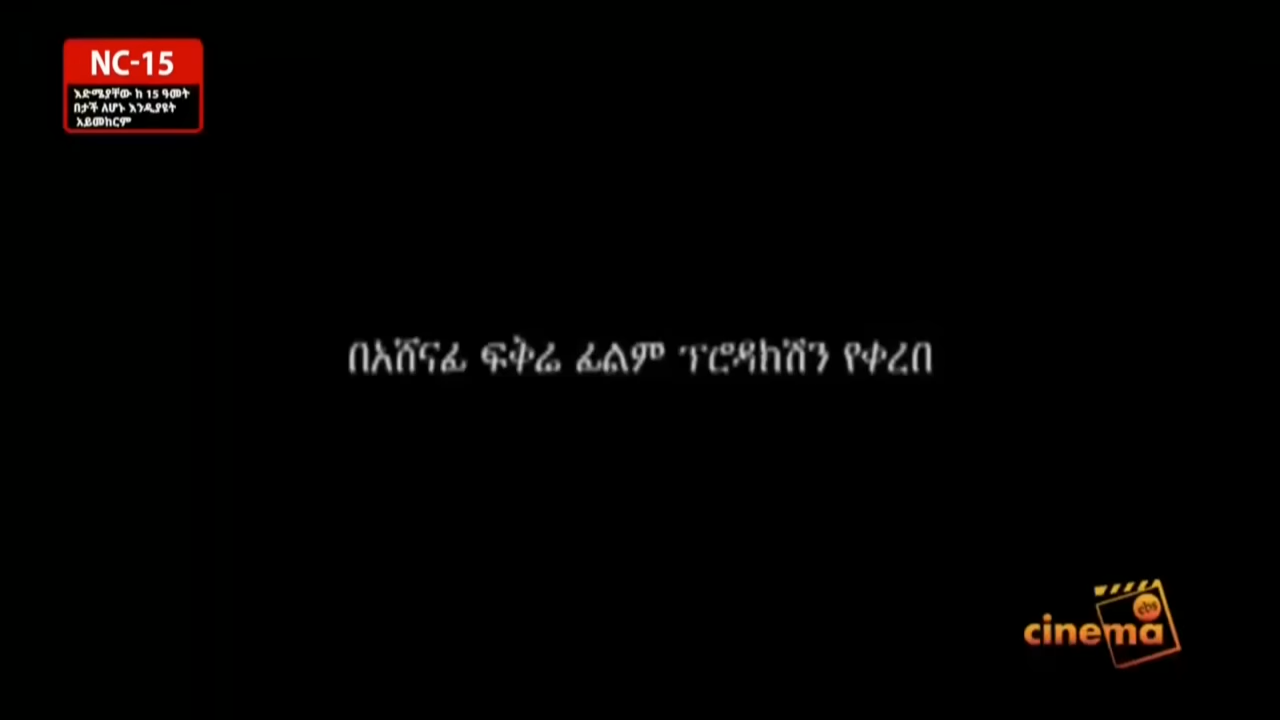 NC-15
እድሜያቸው ከ 15 ዓመት
በታች ለሆኑ እንዲያዩት
አይመከርም
በአሸናፊ ፍቅሬ ፊልም ፕሮዳክሽን የቀረበ
ebs
cinema